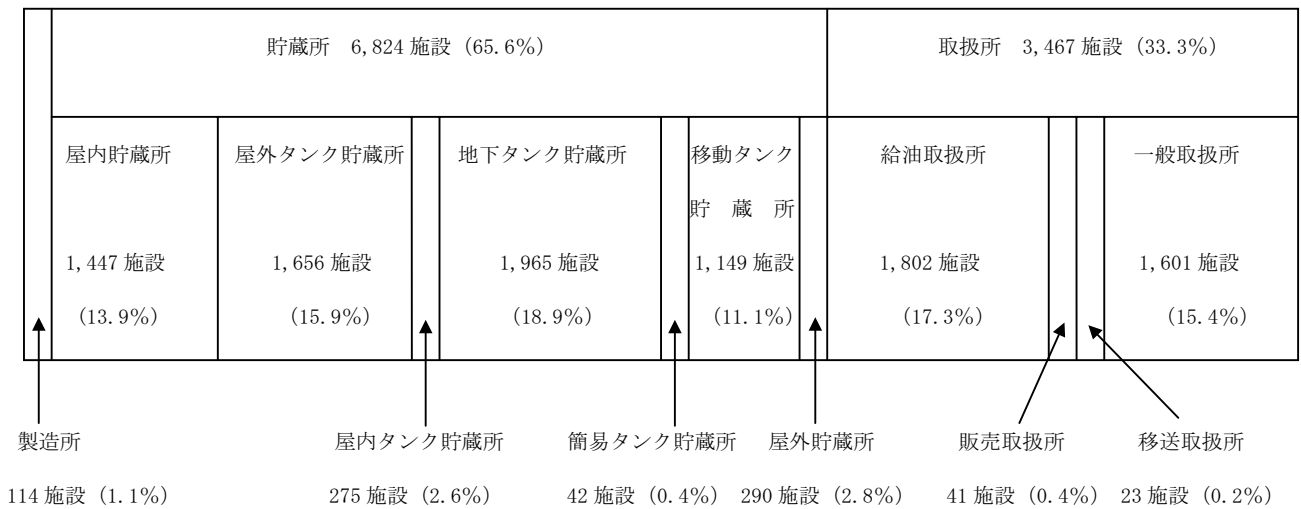 貯蔵所 6,824 施設 (65.6%)
取扱所 3,467 施設 (33.3%)
屋内貯蔵所
1,447 施設
(13.9%)
屋外タンク貯蔵所
1,656 施設
(15.9%)
地下タンク貯蔵所
1,965 施設
(18.9%)
移動タンク
貯 蔵 所
1,149 施設
(11.1%)
給油取扱所
1,802 施設
(17.3%)
一般取扱所
1,601 施設
(15.4%)
製造所
114 施設 (1.1%)
屋内タンク貯蔵所
275 施設 (2.6%)
簡易タンク貯蔵所
42 施設 (0.4%)
屋外貯蔵所
290 施設 (2.8%)
販売取扱所
41 施設 (0.4%)
移送取扱所
23 施設 (0.2%)